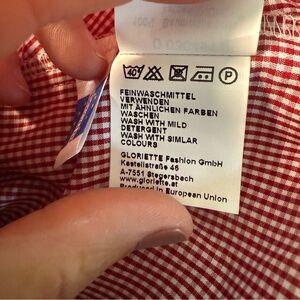 40
P
FEINWASCHMITTEL
VERWENDEN
MIT ÄHNLICHEN FARBEN
WASCHEN
WASH WITH MILD
DETERGENT
WASH WITH SIMLAR
COLOURS
GLORIETTE Fashion GmbH
Kastellstraße 46
A-7551 Stegersbach
www.gloriette.at
Produced in European Union